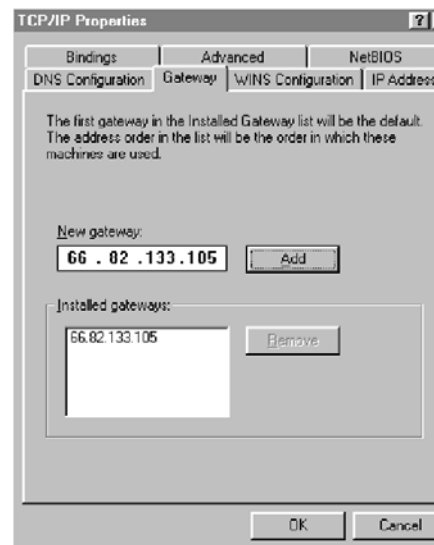 TCP/IP Properties ?
Bindings Advanced NetBIOS
DNS Configuration Gateway WINS Configuration IP Address
The first gateway in the Installed Gateway list will be the default.
The address order in the list will be the order in which these
machines are used.
New gateway:
66 . 82 .133.105 Add
Installed gateways:
66.82.133.105 Remove
OK Cancel